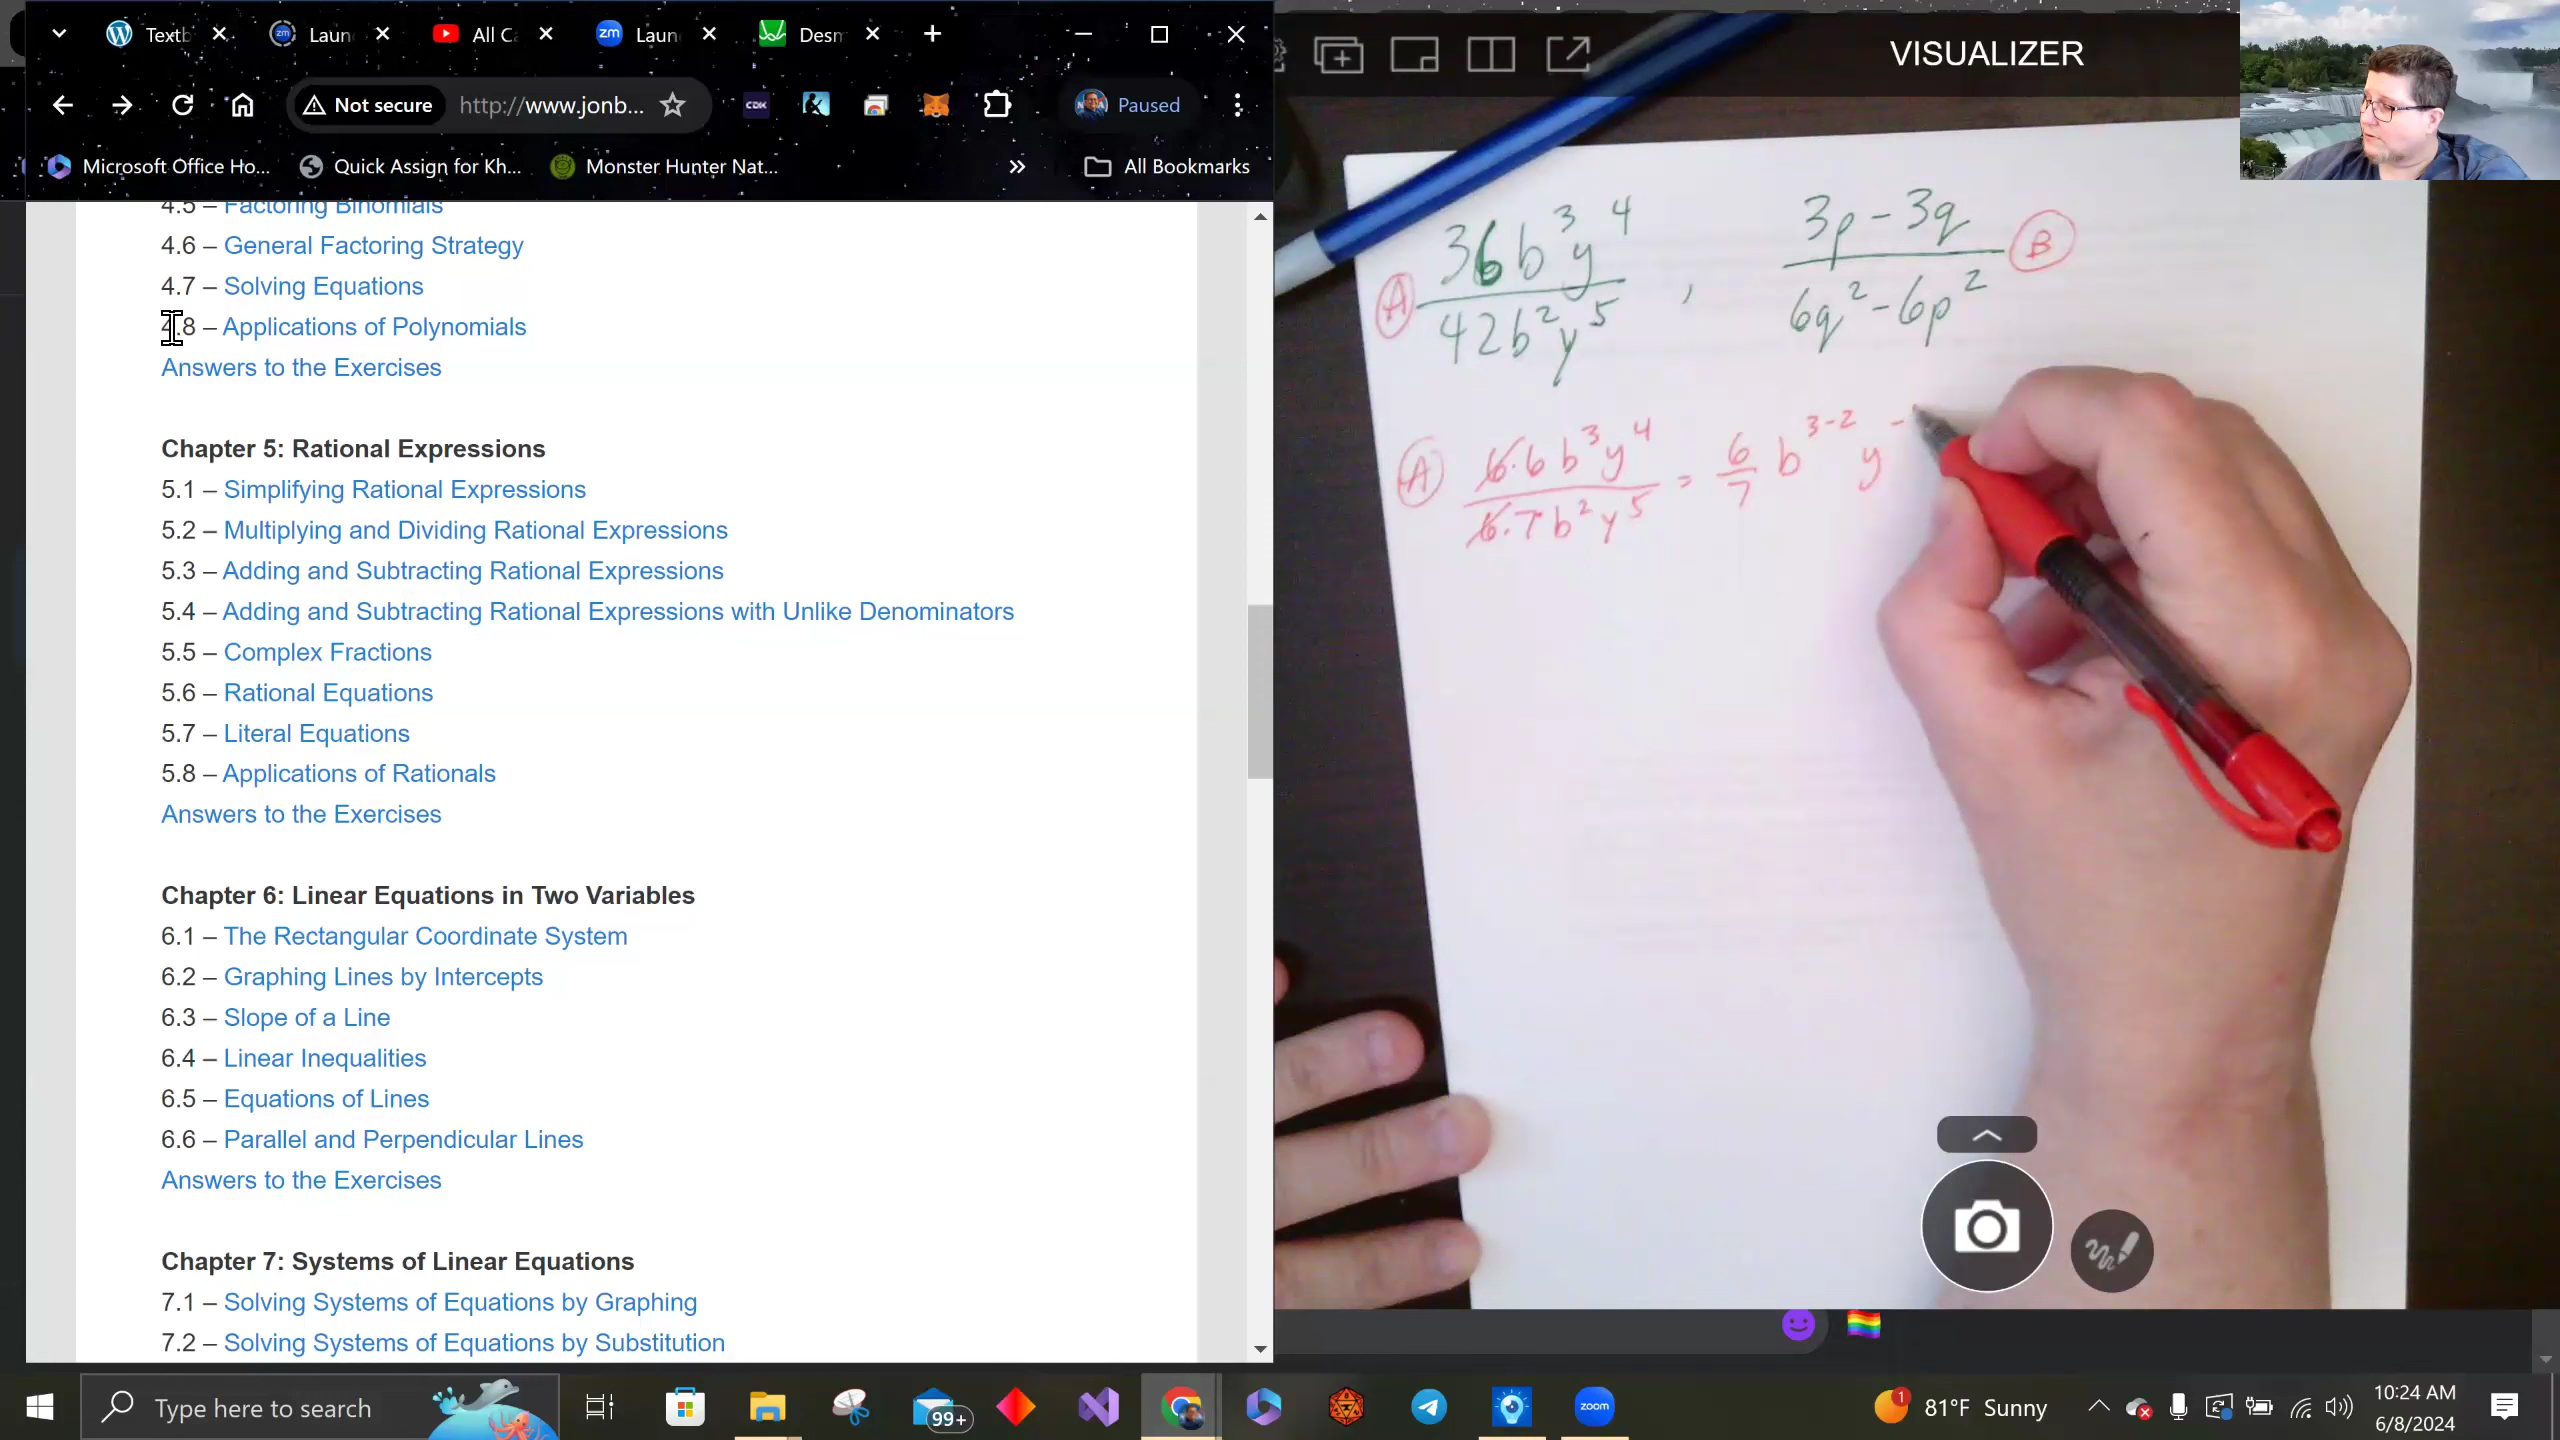 Textb
Laun
All C
Laun
Desm
Not secure
http://www.jonb...
CDK
Paused
Microsoft Office Ho...
Quick Assign for Kh...
Monster Hunter Nat...
»
All Bookmarks
4.5 – Factoring Binomials
4.6 – General Factoring Strategy
4.7 – Solving Equations
4.8 – Applications of Polynomials
Answers to the Exercises
Chapter 5: Rational Expressions
5.1 – Simplifying Rational Expressions
5.2 – Multiplying and Dividing Rational Expressions
5.3 – Adding and Subtracting Rational Expressions
5.4 – Adding and Subtracting Rational Expressions with Unlike Denominators
5.5 – Complex Fractions
5.6 – Rational Equations
5.7 – Literal Equations
5.8 – Applications of Rationals
Answers to the Exercises
Chapter 6: Linear Equations in Two Variables
6.1 – The Rectangular Coordinate System
6.2 – Graphing Lines by Intercepts
6.3 – Slope of a Line
6.4 – Linear Inequalities
6.5 – Equations of Lines
6.6 – Parallel and Perpendicular Lines
Answers to the Exercises
Chapter 7: Systems of Linear Equations
7.1 – Solving Systems of Equations by Graphing
7.2 – Solving Systems of Equations by Substitution
VISUALIZER
A 36b³y⁴ / 42b²y⁵ , 3p - 3q / 6q² - 6p² B
A 6·6b³y⁴ / 6·7b²y⁵ = 6/7 b³⁻² y⁻
Type here to search
99+
zoom
1
81°F Sunny
10:24 AM
6/8/2024